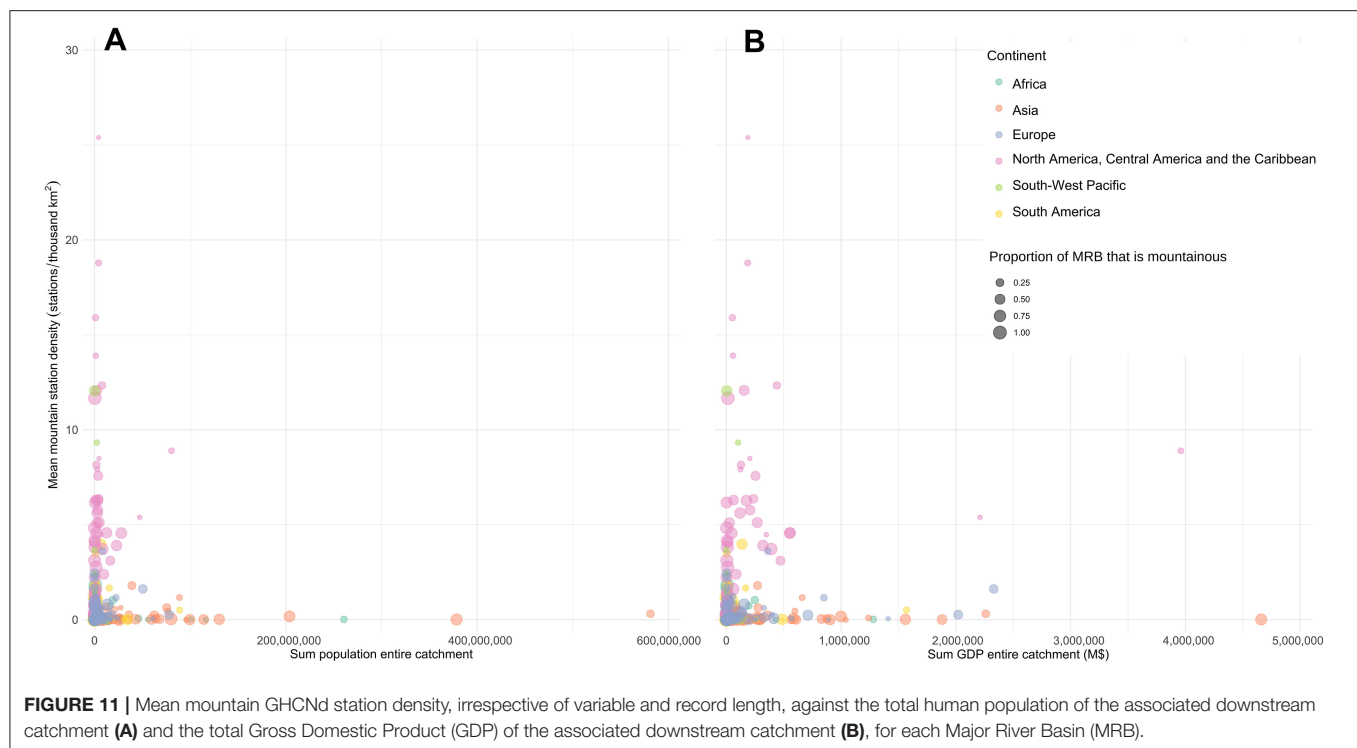 A
B
30
20
10
0
Mean mountain station density (stations/thousand km²)
0
200,0000,000
400,0000,000
600,0000,000
Sum population entire catchment
0
1,000,000
2,000,000
3,000,000
4,000,000
5,000,000
Sum GDP entire catchment (M$)
Continent
Africa
Asia
Europe
North America, Central America and the Caribbean
South-West Pacific
South America
Proportion of MRB that is mountainous
0.25
0.50
0.75
1.00
FIGURE 11 | Mean mountain GHCNd station density, irrespective of variable and record length, against the total human population of the associated downstream
catchment (A) and the total Gross Domestic Product (GDP) of the associated downstream catchment (B), for each Major River Basin (MRB).